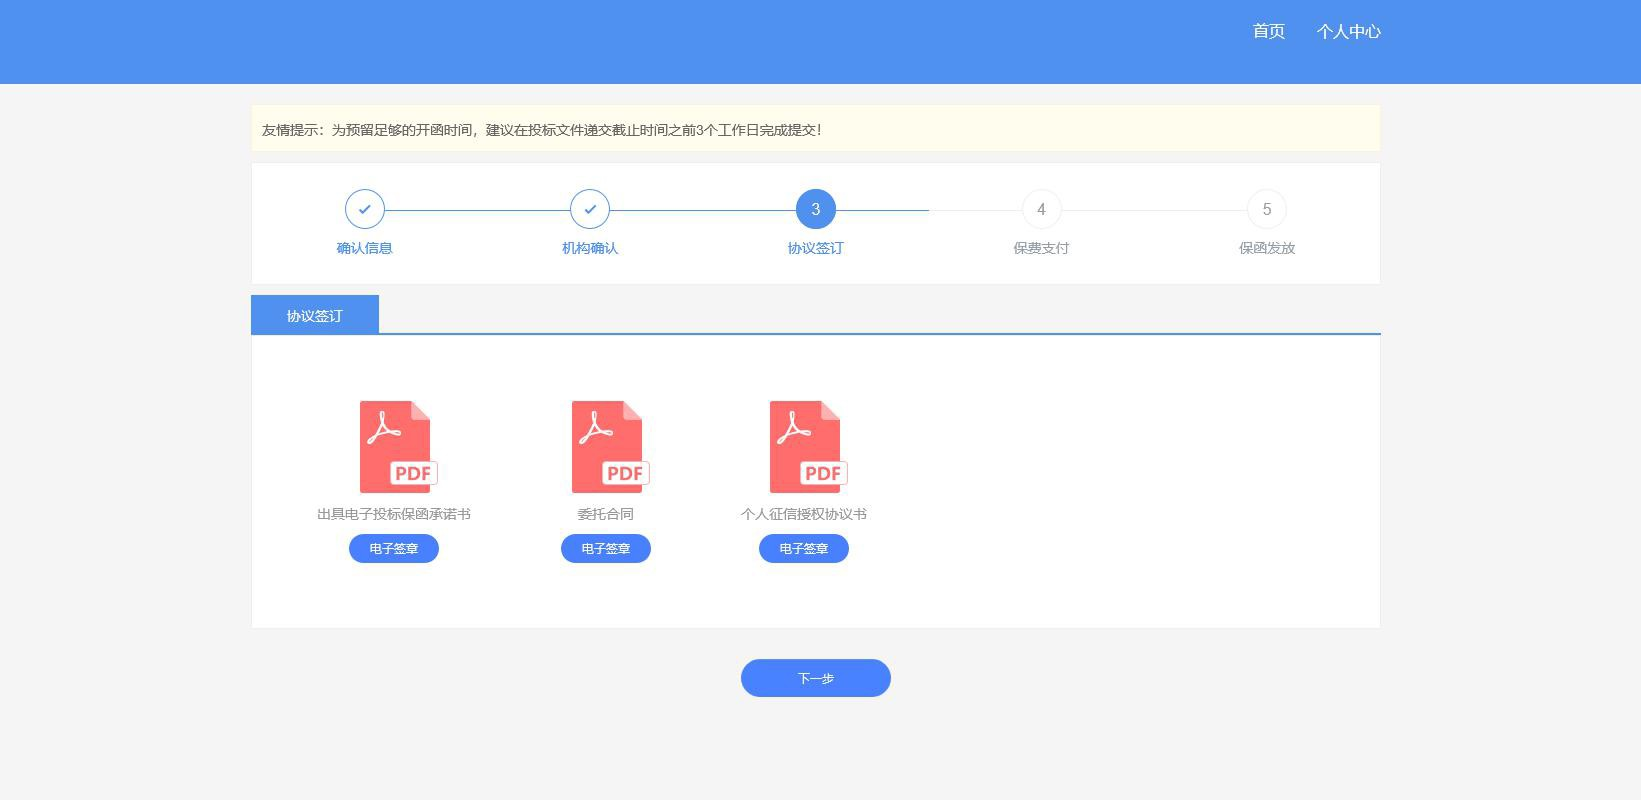 首页 个人中心
友情提示：为预留足够的开函时间，建议在投标文件递交截止时间之前3个工作日完成提交！
3 4 5
确认信息 机构确认 协议签订 保费支付 保函发放
协议签订
PDF PDF PDF
出具电子投标保函承诺书 委托合同 个人征信授权协议书
电子签章 电子签章 电子签章
下一步